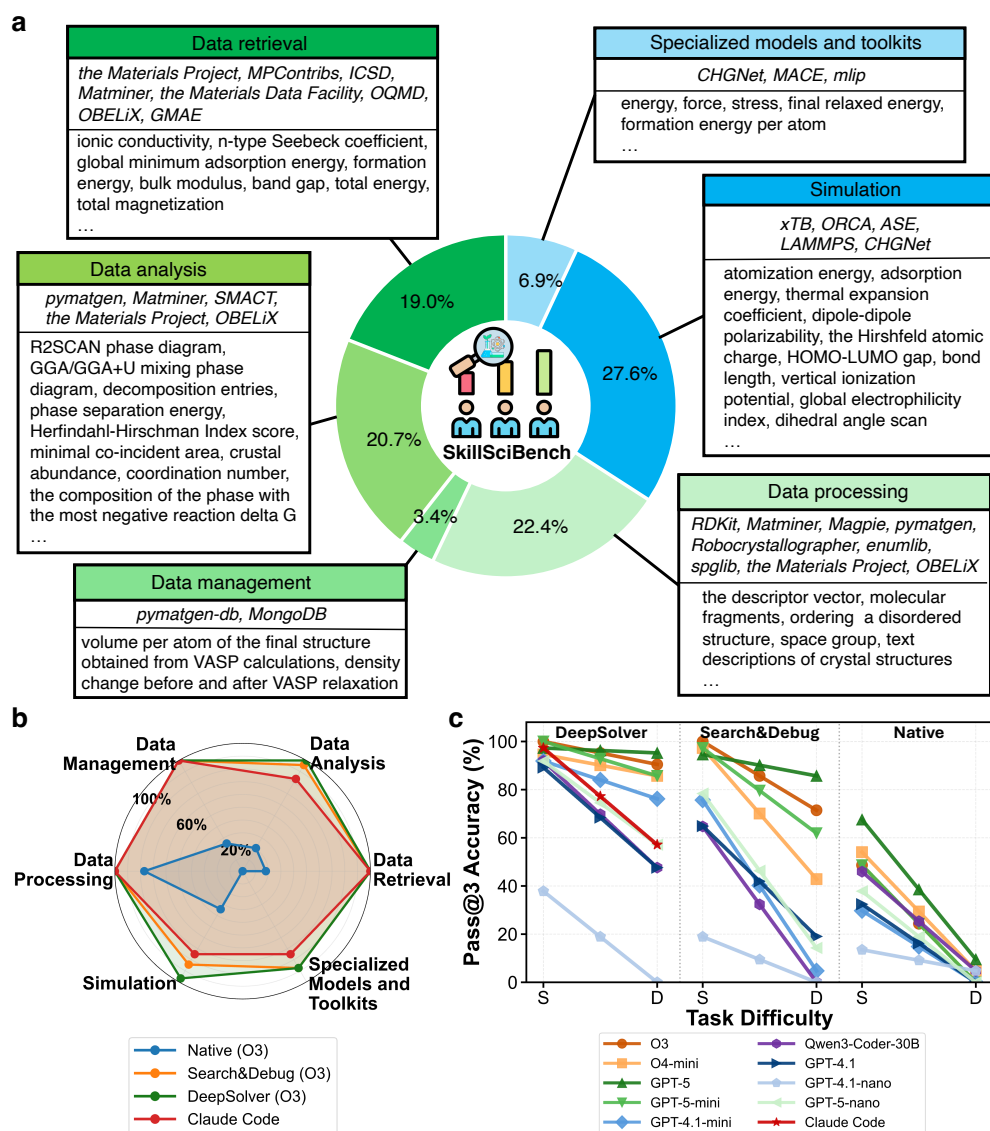 a
Data retrieval
the Materials Project, MPContribs, ICSD,
Matminer, the Materials Data Facility, OQMD,
OBELiX, GMAE
ionic conductivity, n-type Seebeck coefficient,
global minimum adsorption energy, formation
energy, bulk modulus, band gap, total energy,
total magnetization
...
Specialized models and toolkits
CHGNet, MACE, mlip
energy, force, stress, final relaxed energy,
formation energy per atom
...
Simulation
xTB, ORCA, ASE,
LAMMPS, CHGNet
atomization energy, adsorption
energy, thermal expansion
coefficient, dipole-dipole
polarizability, the Hirshfeld atomic
charge, HOMO-LUMO gap, bond
length, vertical ionization
potential, global electrophilicity
index, dihedral angle scan
...
Data analysis
pymatgen, Matminer, SMACT,
the Materials Project, OBELiX
R2SCAN phase diagram,
GGA/GGA+U mixing phase
diagram, decomposition entries,
phase separation energy,
Herfindahl-Hirschman Index score,
minimal co-incident area, crustal
abundance, coordination number,
the composition of the phase with
the most negative reaction delta G
...
19.0%
6.9%
27.6%
20.7%
3.4%
22.4%
SkillSciBench
Data processing
RDKit, Matminer, Magpie, pymatgen,
Robocrystallographer, enumlib,
spglib, the Materials Project, OBELiX
the descriptor vector, molecular
fragments, ordering a disordered
structure, space group, text
descriptions of crystal structures
...
Data management
pymatgen-db, MongoDB
volume per atom of the final structure
obtained from VASP calculations, density
change before and after VASP relaxation
b
Data
Management
Data
Analysis
100%
60%
20%
Data
Processing
Data
Retrieval
Simulation
Specialized
Models and
Toolkits
Native (O3)
Search&Debug (O3)
DeepSolver (O3)
Claude Code
c
DeepSolver
Search&Debug
Native
Pass@3 Accuracy (%)
100
80
60
40
20
0
S
D
S
D
S
D
Task Difficulty
O3
O4-mini
GPT-5
GPT-5-mini
GPT-4.1-mini
Qwen3-Coder-30B
GPT-4.1
GPT-4.1-nano
GPT-5-nano
Claude Code